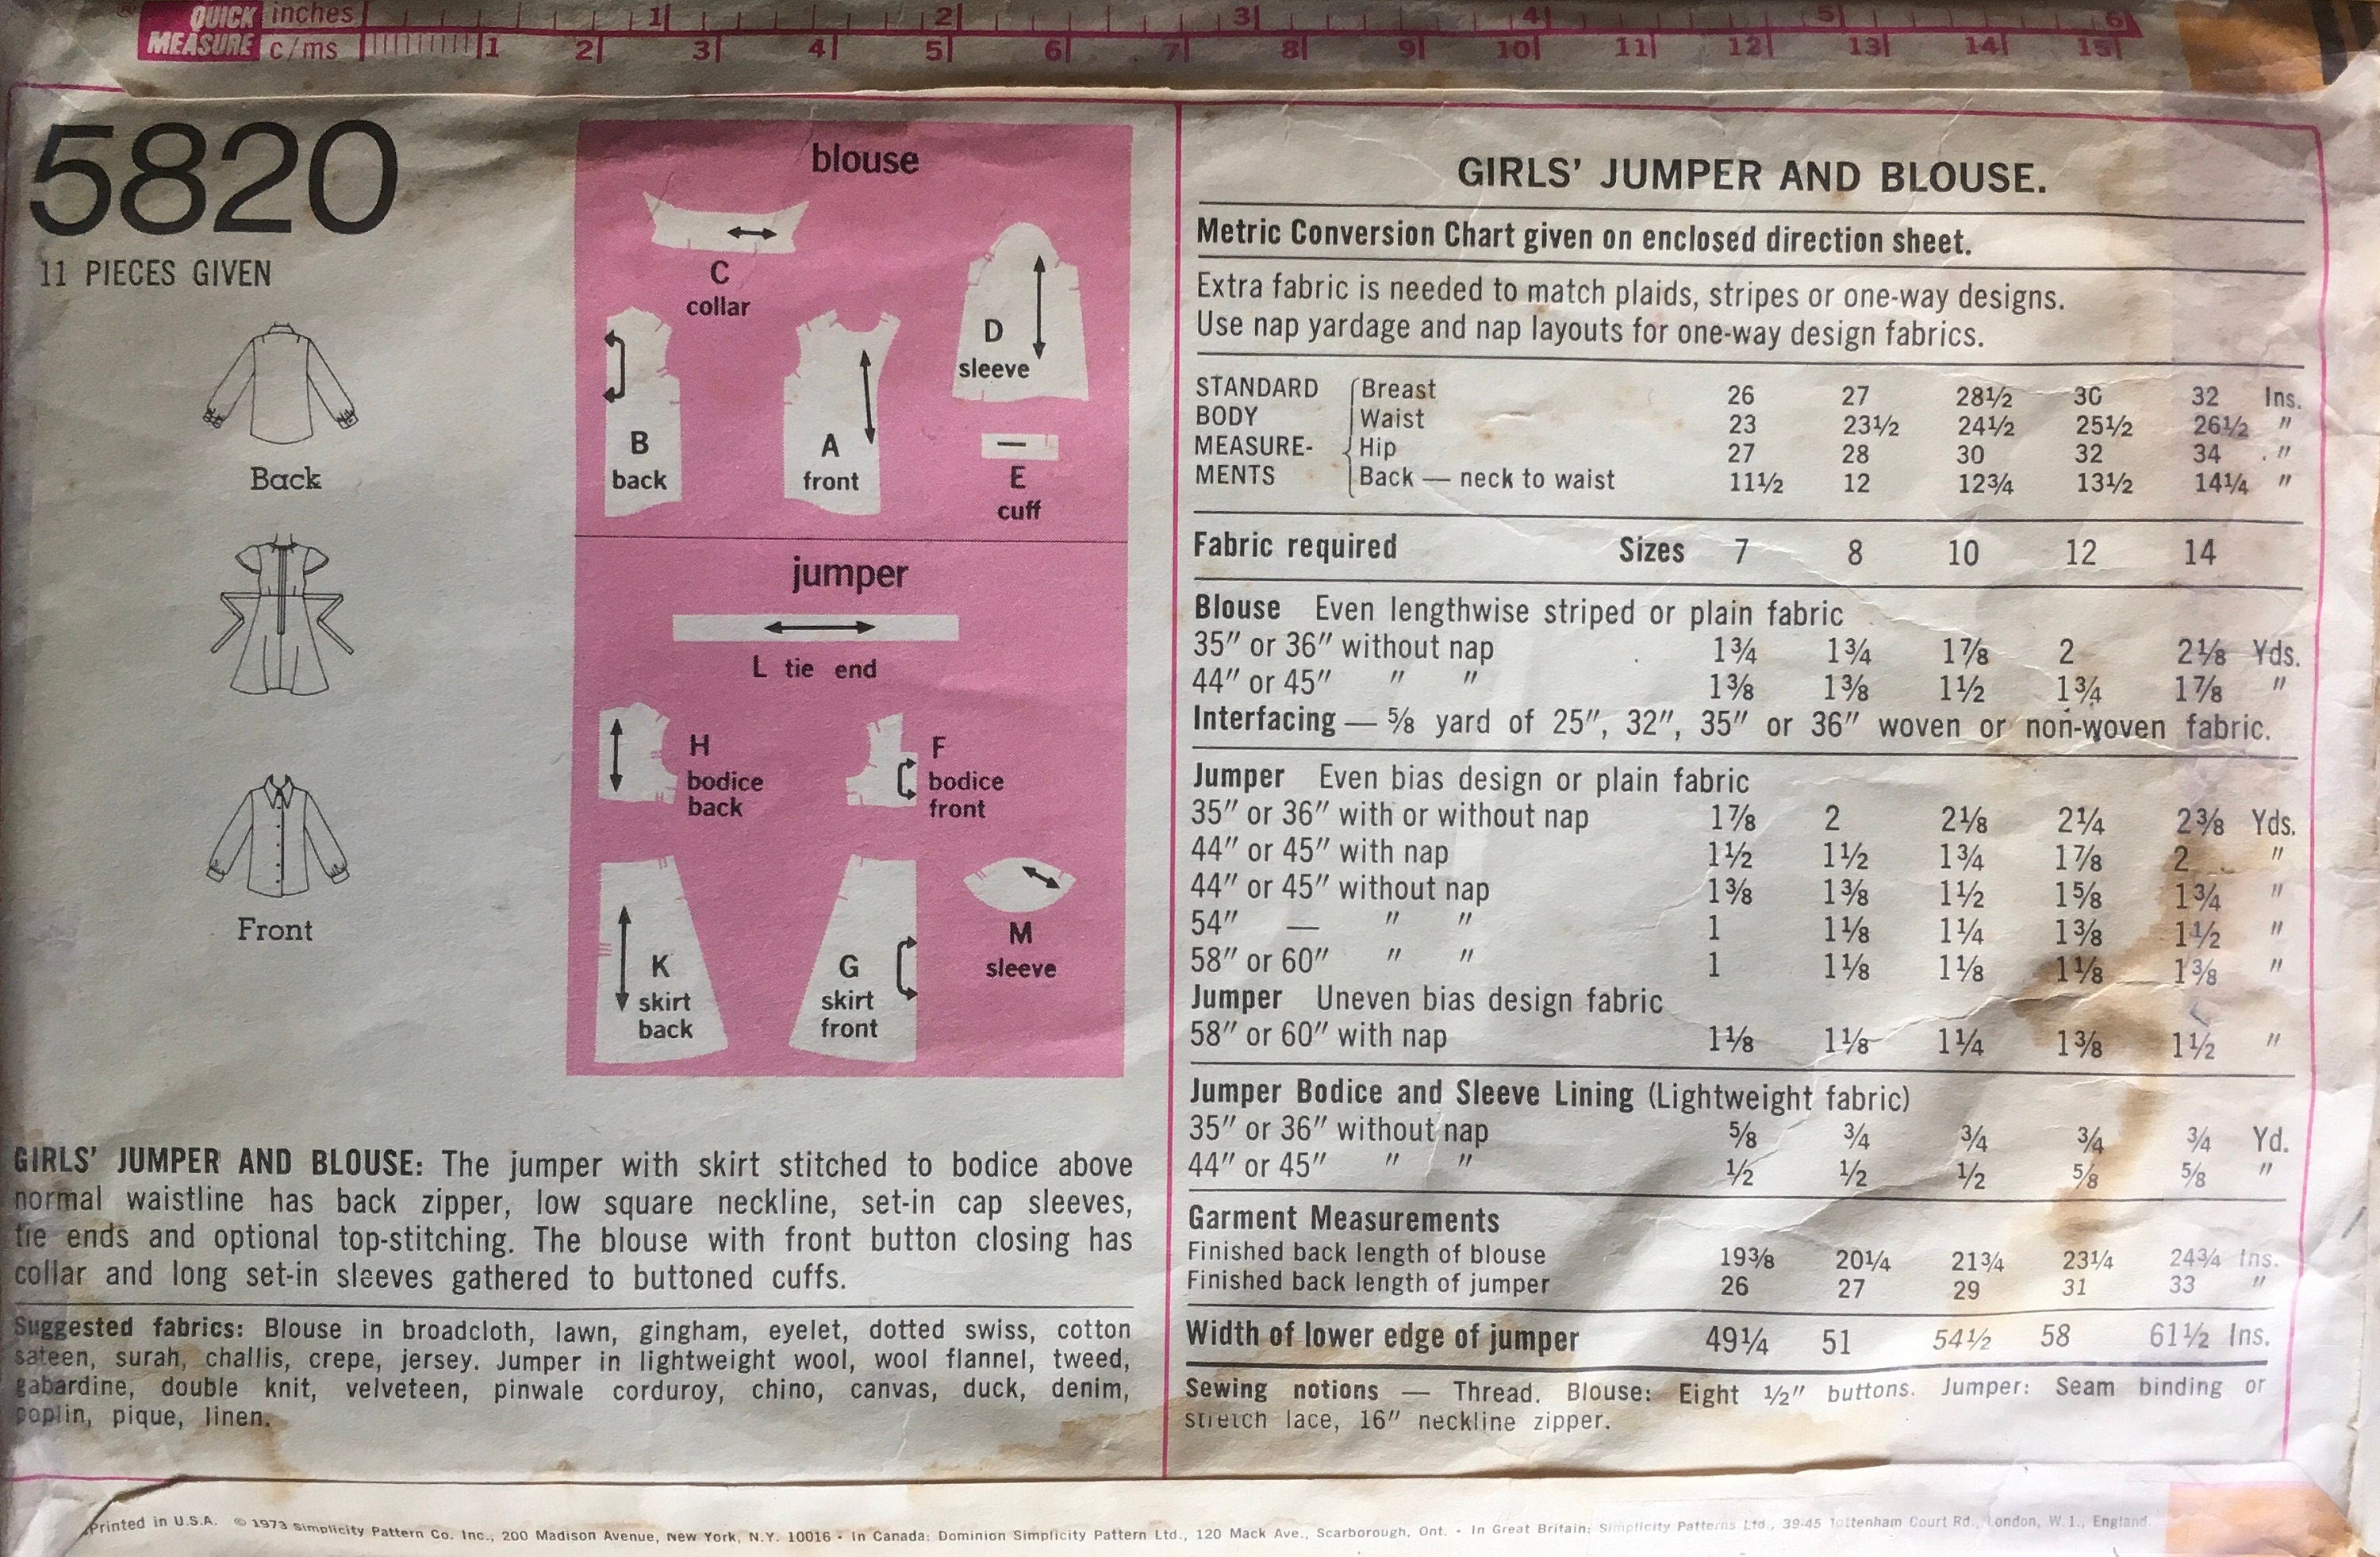 QUICK MEASURE inches 1 2 3 4 5 6
c/ms 1 2 3 4 5 6 7 8 9 10 11 12 13 14 15
5820
11 PIECES GIVEN
Back
Front
blouse
C
collar
D
sleeve
B
back
A
front
E
cuff
jumper
L tie end
H
bodice
back
F
bodice
front
K
skirt
back
G
skirt
front
M
sleeve
GIRLS' JUMPER AND BLOUSE: The jumper with skirt stitched to bodice above
normal waistline has back zipper, low square neckline, set-in cap sleeves,
tie ends and optional top-stitching. The blouse with front button closing has
collar and long set-in sleeves gathered to buttoned cuffs.
Suggested fabrics: Blouse in broadcloth, lawn, gingham, eyelet, dotted swiss, cotton
sateen, surah, challis, crepe, jersey. Jumper in lightweight wool, wool flannel, tweed,
gabardine, double knit, velveteen, pinwale corduroy, chino, canvas, duck, denim,
poplin, pique, linen.
GIRLS' JUMPER AND BLOUSE.
Metric Conversion Chart given on enclosed direction sheet.
Extra fabric is needed to match plaids, stripes or one-way designs.
Use nap yardage and nap layouts for one-way design fabrics.
STANDARD Breast 26 27 28½ 30 32 Ins.
BODY Waist 23 23½ 24½ 25½ 26½ "
MEASURE- Hip 27 28 30 32 34 "
MENTS Back — neck to waist 11½ 12 12¾ 13½ 14¼ "
Fabric required Sizes 7 8 10 12 14
Blouse Even lengthwise striped or plain fabric
35" or 36" without nap 1¾ 1¾ 1⅞ 2 2⅛ Yds.
44" or 45" " " 1⅜ 1⅜ 1½ 1¾ 1⅞ "
Interfacing — ⅝ yard of 25", 32", 35" or 36" woven or non-woven fabric.
Jumper Even bias design or plain fabric
35" or 36" with or without nap 1⅞ 2 2⅛ 2¼ 2⅜ Yds.
44" or 45" with nap 1½ 1½ 1¾ 1⅞ 2 "
44" or 45" without nap 1⅜ 1⅜ 1½ 1⅝ 1¾ "
54" — " " 1 1⅛ 1¼ 1⅜ 1½ "
58" or 60" " " 1 1⅛ 1⅛ 1⅛ 1⅜ "
Jumper Uneven bias design fabric
58" or 60" with nap 1⅛ 1⅛ 1¼ 1⅜ 1½ "
Jumper Bodice and Sleeve Lining (Lightweight fabric)
35" or 36" without nap ⅝ ¾ ¾ ¾ ¾ Yd.
44" or 45" " " ½ ½ ½ ⅝ ⅝ "
Garment Measurements
Finished back length of blouse 19⅜ 20¼ 21¾ 23¼ 24¾ Ins.
Finished back length of jumper 26 27 29 31 33 "
Width of lower edge of jumper 49¼ 51 54½ 58 61½ Ins.
Sewing notions — Thread. Blouse: Eight ½" buttons. Jumper: Seam binding or
stretch lace, 16" neckline zipper.
Printed in U.S.A. © 1973 Simplicity Pattern Co. Inc., 200 Madison Avenue, New York, N.Y. 10016 • In Canada: Dominion Simplicity Pattern Ltd., 120 Mack Ave., Scarborough, Ont. • In Great Britain: Simplicity Patterns Ltd., 39-45 Tottenham Court Rd., London, W.1., England.